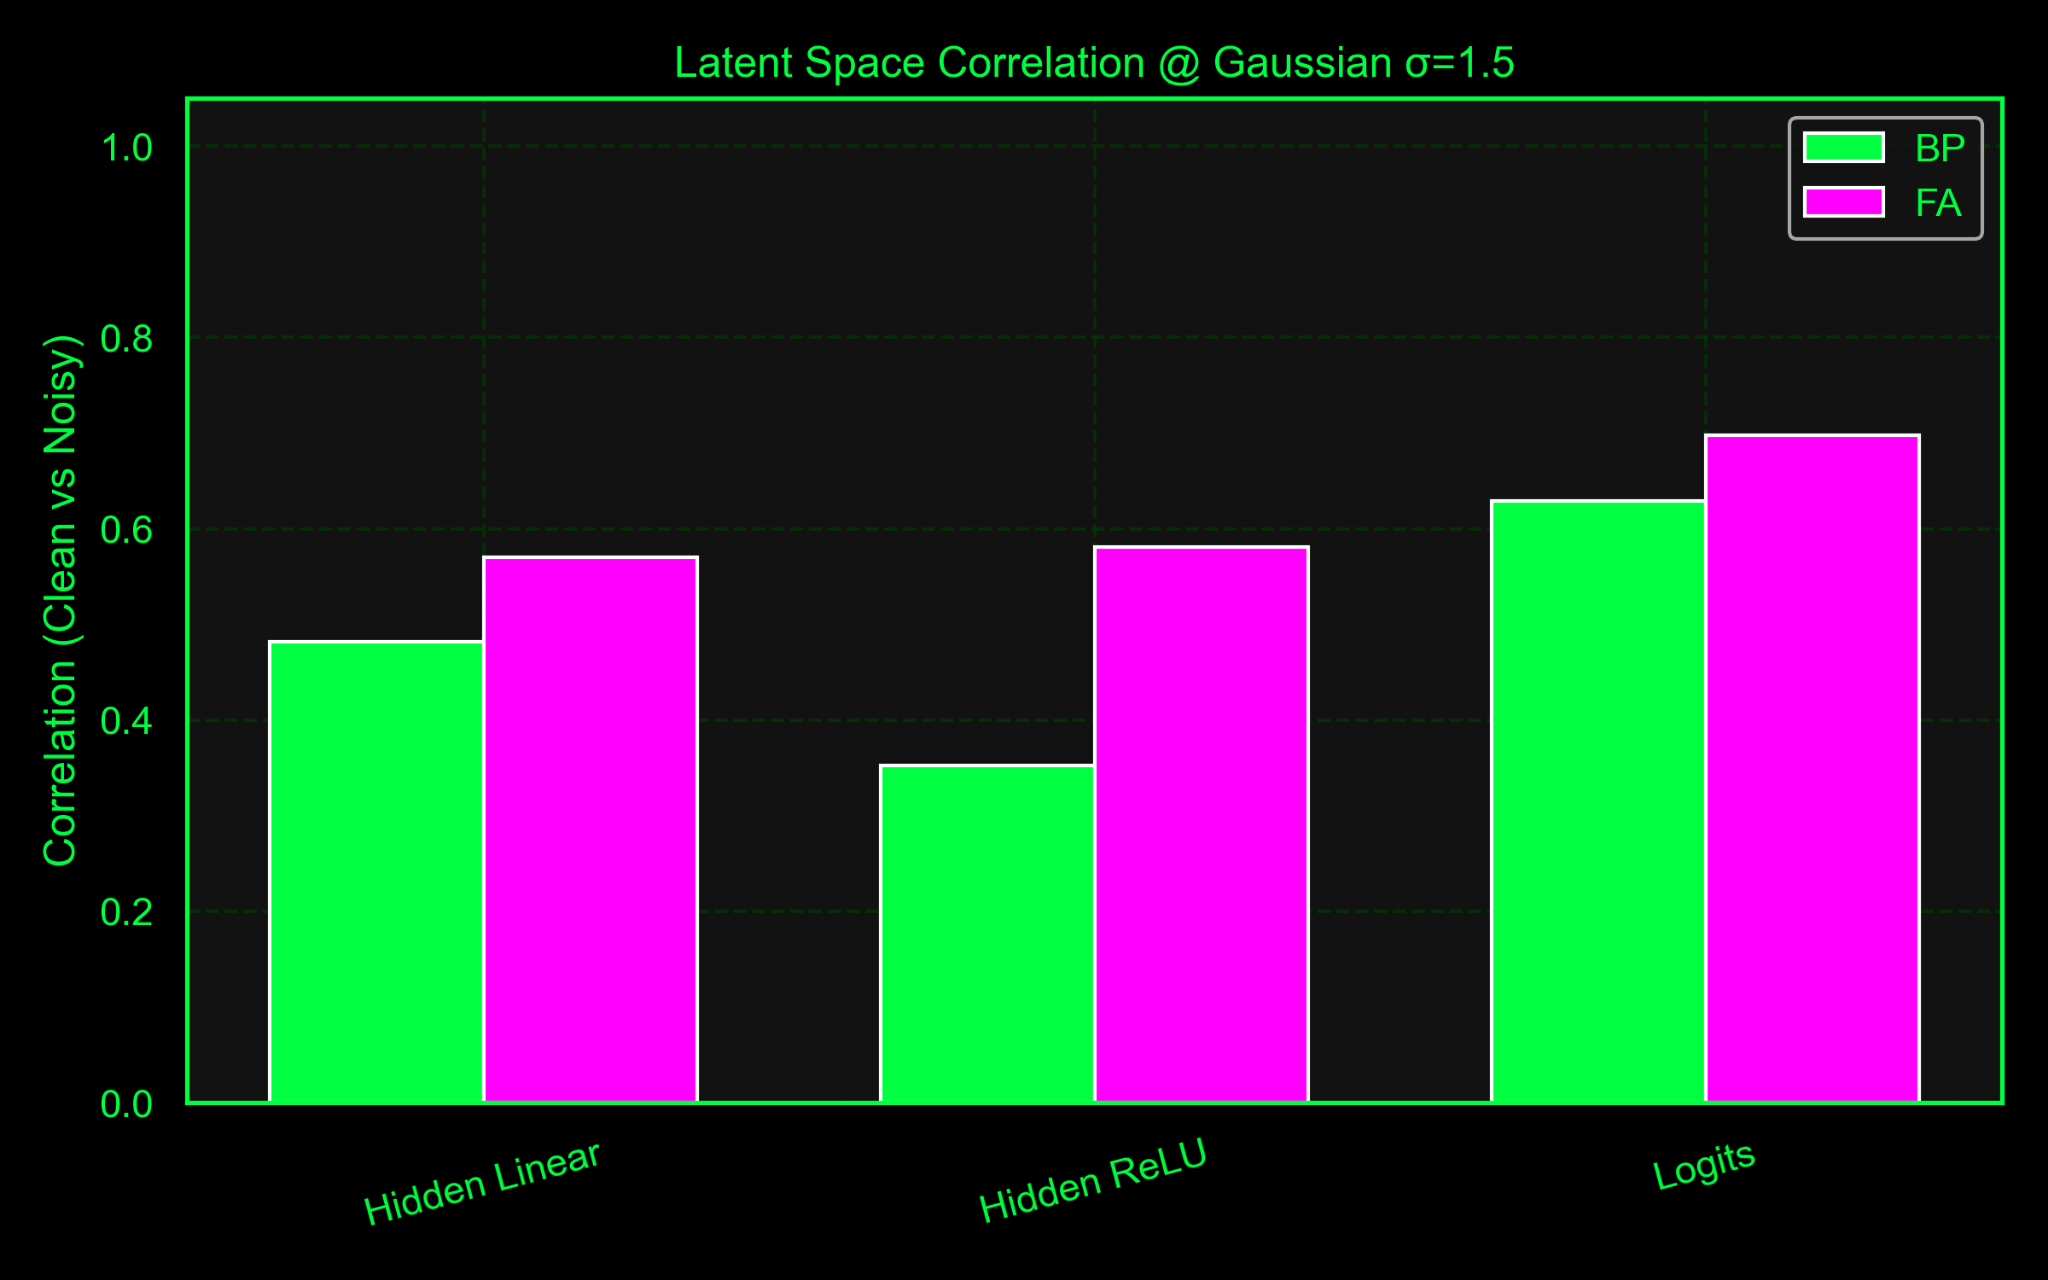 Latent Space Correlation @ Gaussian σ=1.5
BP
FA
Correlation (Clean vs Noisy)
1.0
0.8
0.6
0.4
0.2
0.0
Hidden Linear
Hidden ReLU
Logits